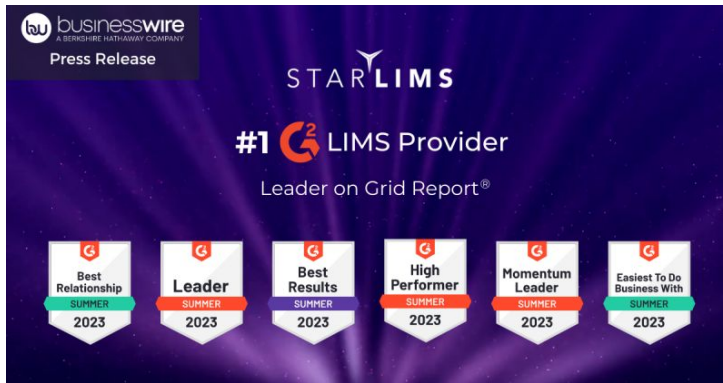 businesswire
A BERKSHIRE HATHAWAY COMPANY
Press Release
STARLIMS
#1 G2 LIMS Provider
Leader on Grid Report®
Best
Relationship
SUMMER
2023
Leader
SUMMER
2023
Best
Results
SUMMER
2023
High
Performer
SUMMER
2023
Momentum
Leader
SUMMER
2023
Easiest To Do
Business With
SUMMER
2023